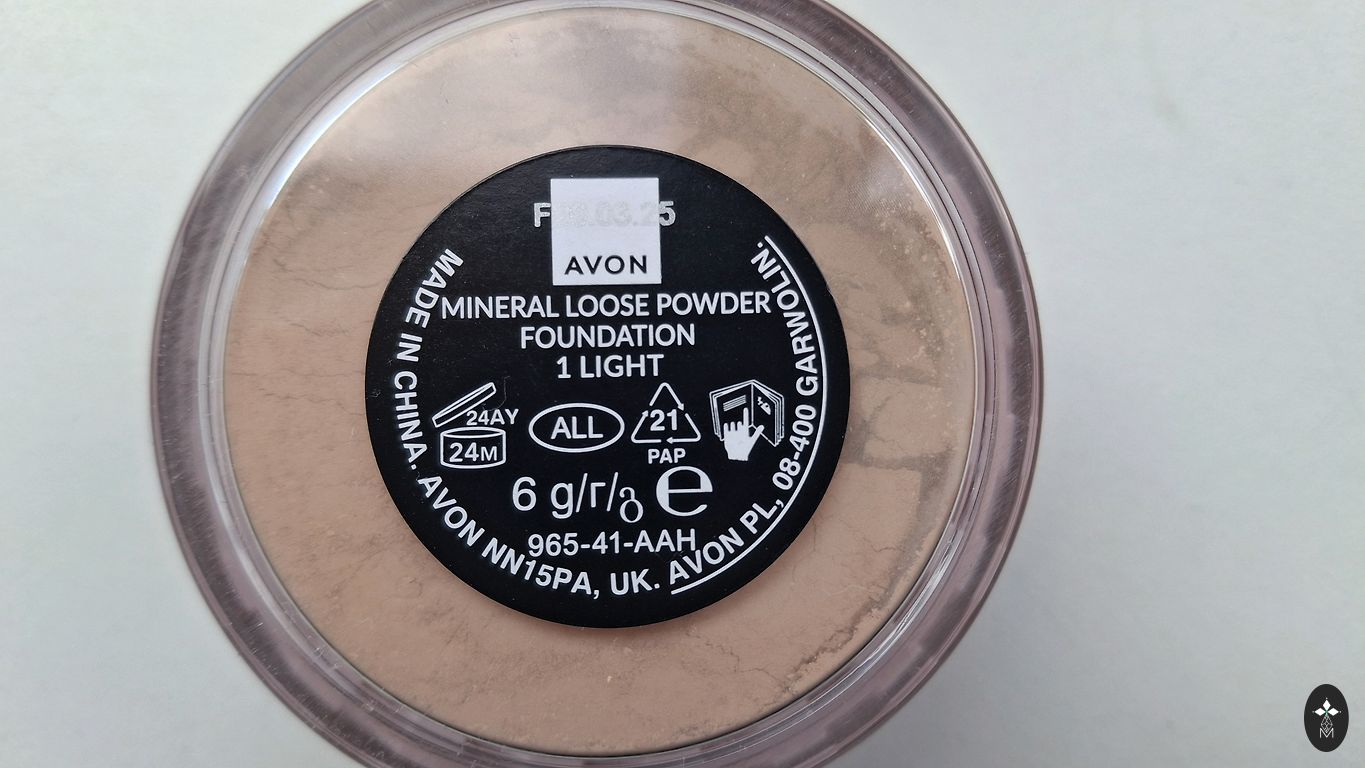 AVON
MINERAL LOOSE POWDER
FOUNDATION
1 LIGHT
24AY
24M
ALL
21
PAP
6 g/г/გ e
965-41-AAH
MADE IN CHINA. AVON NN15PA, UK. AVON PL, 08-400 GARWOLIN.
M